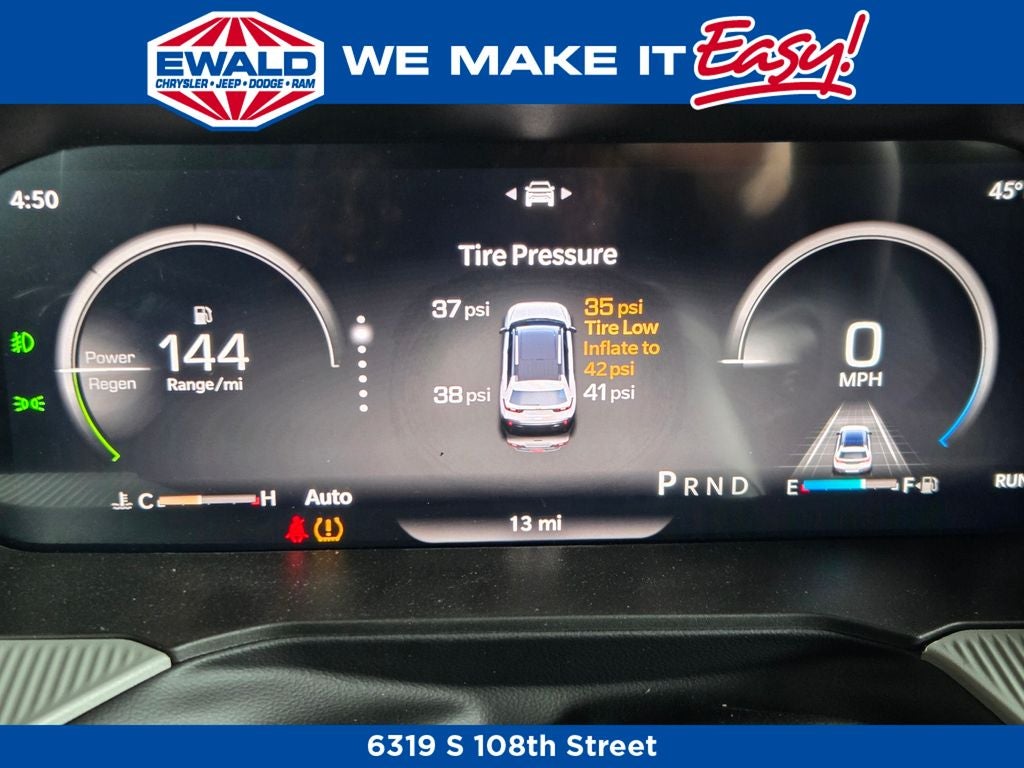 EWALD
CHRYSLER • JEEP • DODGE • RAM
WE MAKE IT Easy!
4:50
45°
Tire Pressure
37 psi
35 psi
Tire Low
Inflate to
42 psi
38 psi
41 psi
Power
Regen
144
Range/mi
0
MPH
P R N D
C H
Auto
E F
RUN
13 mi
6319 S 108th Street